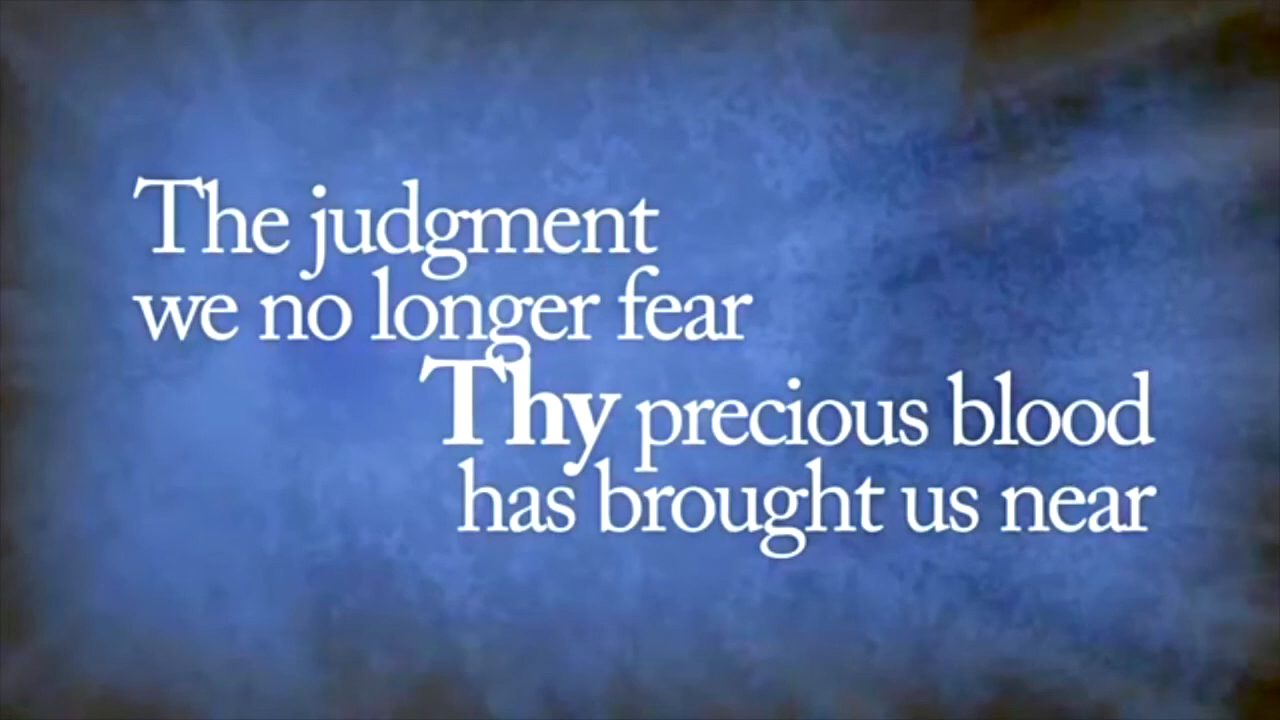 The judgment
we no longer fear
Thy precious blood
has brought us near